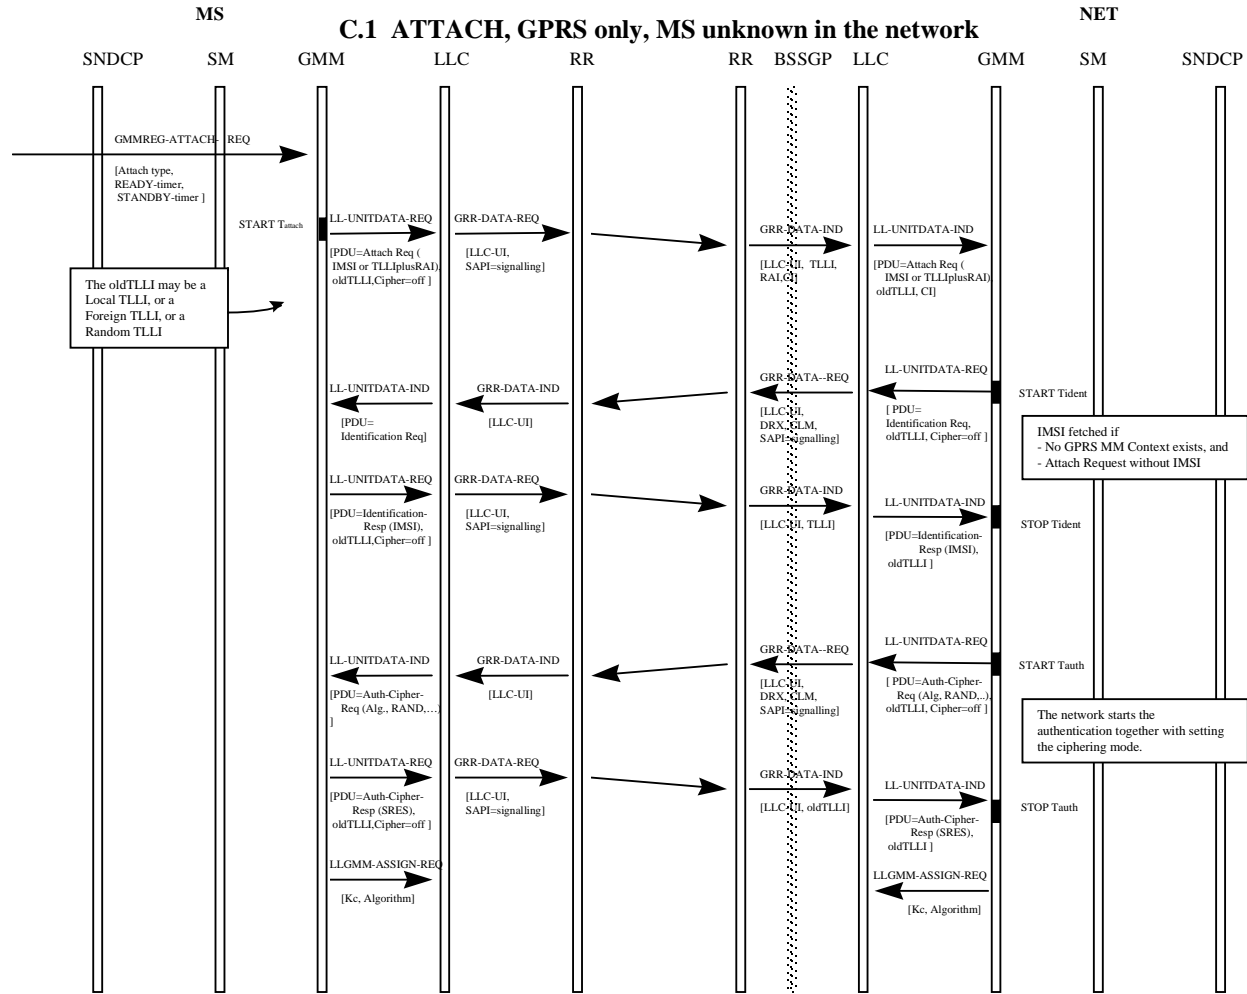 MS
NET
C.1 ATTACH, GPRS only, MS unknown in the network
SNDCP SM GMM LLC RR RR BSSGP LLC GMM SM SNDCP
GMMREG-ATTACH- REQ
[Attach type,
READY-timer,
STANDBY-timer ]
START Tattach
LL-UNITDATA-REQ
[PDU=Attach Req (
IMSI or TLLIplusRAI),
oldTLLI,Cipher=off ]
GRR-DATA-REQ
[LLC-UI,
SAPI=signalling]
GRR-DATA-IND
[LLC-UI, TLLI,
RAI,CI]
LL-UNITDATA-IND
[PDU=Attach Req (
IMSI or TLLIplusRAI),
oldTLLI, CI]
The oldTLLI may be a
Local TLLI, or a
Foreign TLLI, or a
Random TLLI
LL-UNITDATA-IND
[PDU=
Identification Req]
GRR-DATA-IND
[LLC-UI]
GRR-DATA--REQ
[LLC-UI,
DRX, CLM,
SAPI=signalling]
LL-UNITDATA-REQ
[ PDU=
Identification Req,
oldTLLI, Cipher=off ]
START Tident
IMSI fetched if
- No GPRS MM Context exists, and
- Attach Request without IMSI
LL-UNITDATA-REQ
[PDU=Identification-
Resp (IMSI),
oldTLLI,Cipher=off ]
GRR-DATA-REQ
[LLC-UI,
SAPI=signalling]
GRR-DATA-IND
[LLC-UI, TLLI]
LL-UNITDATA-IND
[PDU=Identification-
Resp (IMSI),
oldTLLI ]
STOP Tident
LL-UNITDATA-IND
[PDU=Auth-Cipher-
Req (Alg., RAND,…)
]
GRR-DATA-IND
[LLC-UI]
GRR-DATA--REQ
[LLC-UI,
DRX, CLM,
SAPI=signalling]
LL-UNITDATA-REQ
[ PDU=Auth-Cipher-
Req (Alg, RAND,..),
oldTLLI, Cipher=off ]
START Tauth
The network starts the
authentication together with setting
the ciphering mode.
LL-UNITDATA-REQ
[PDU=Auth-Cipher-
Resp (SRES),
oldTLLI,Cipher=off ]
GRR-DATA-REQ
[LLC-UI,
SAPI=signalling]
GRR-DATA-IND
[LLC-UI, oldTLLI]
LL-UNITDATA-IND
[PDU=Auth-Cipher-
Resp (SRES),
oldTLLI ]
STOP Tauth
LLGMM-ASSIGN-REQ
[Kc, Algorithm]
LLGMM-ASSIGN-REQ
[Kc, Algorithm]